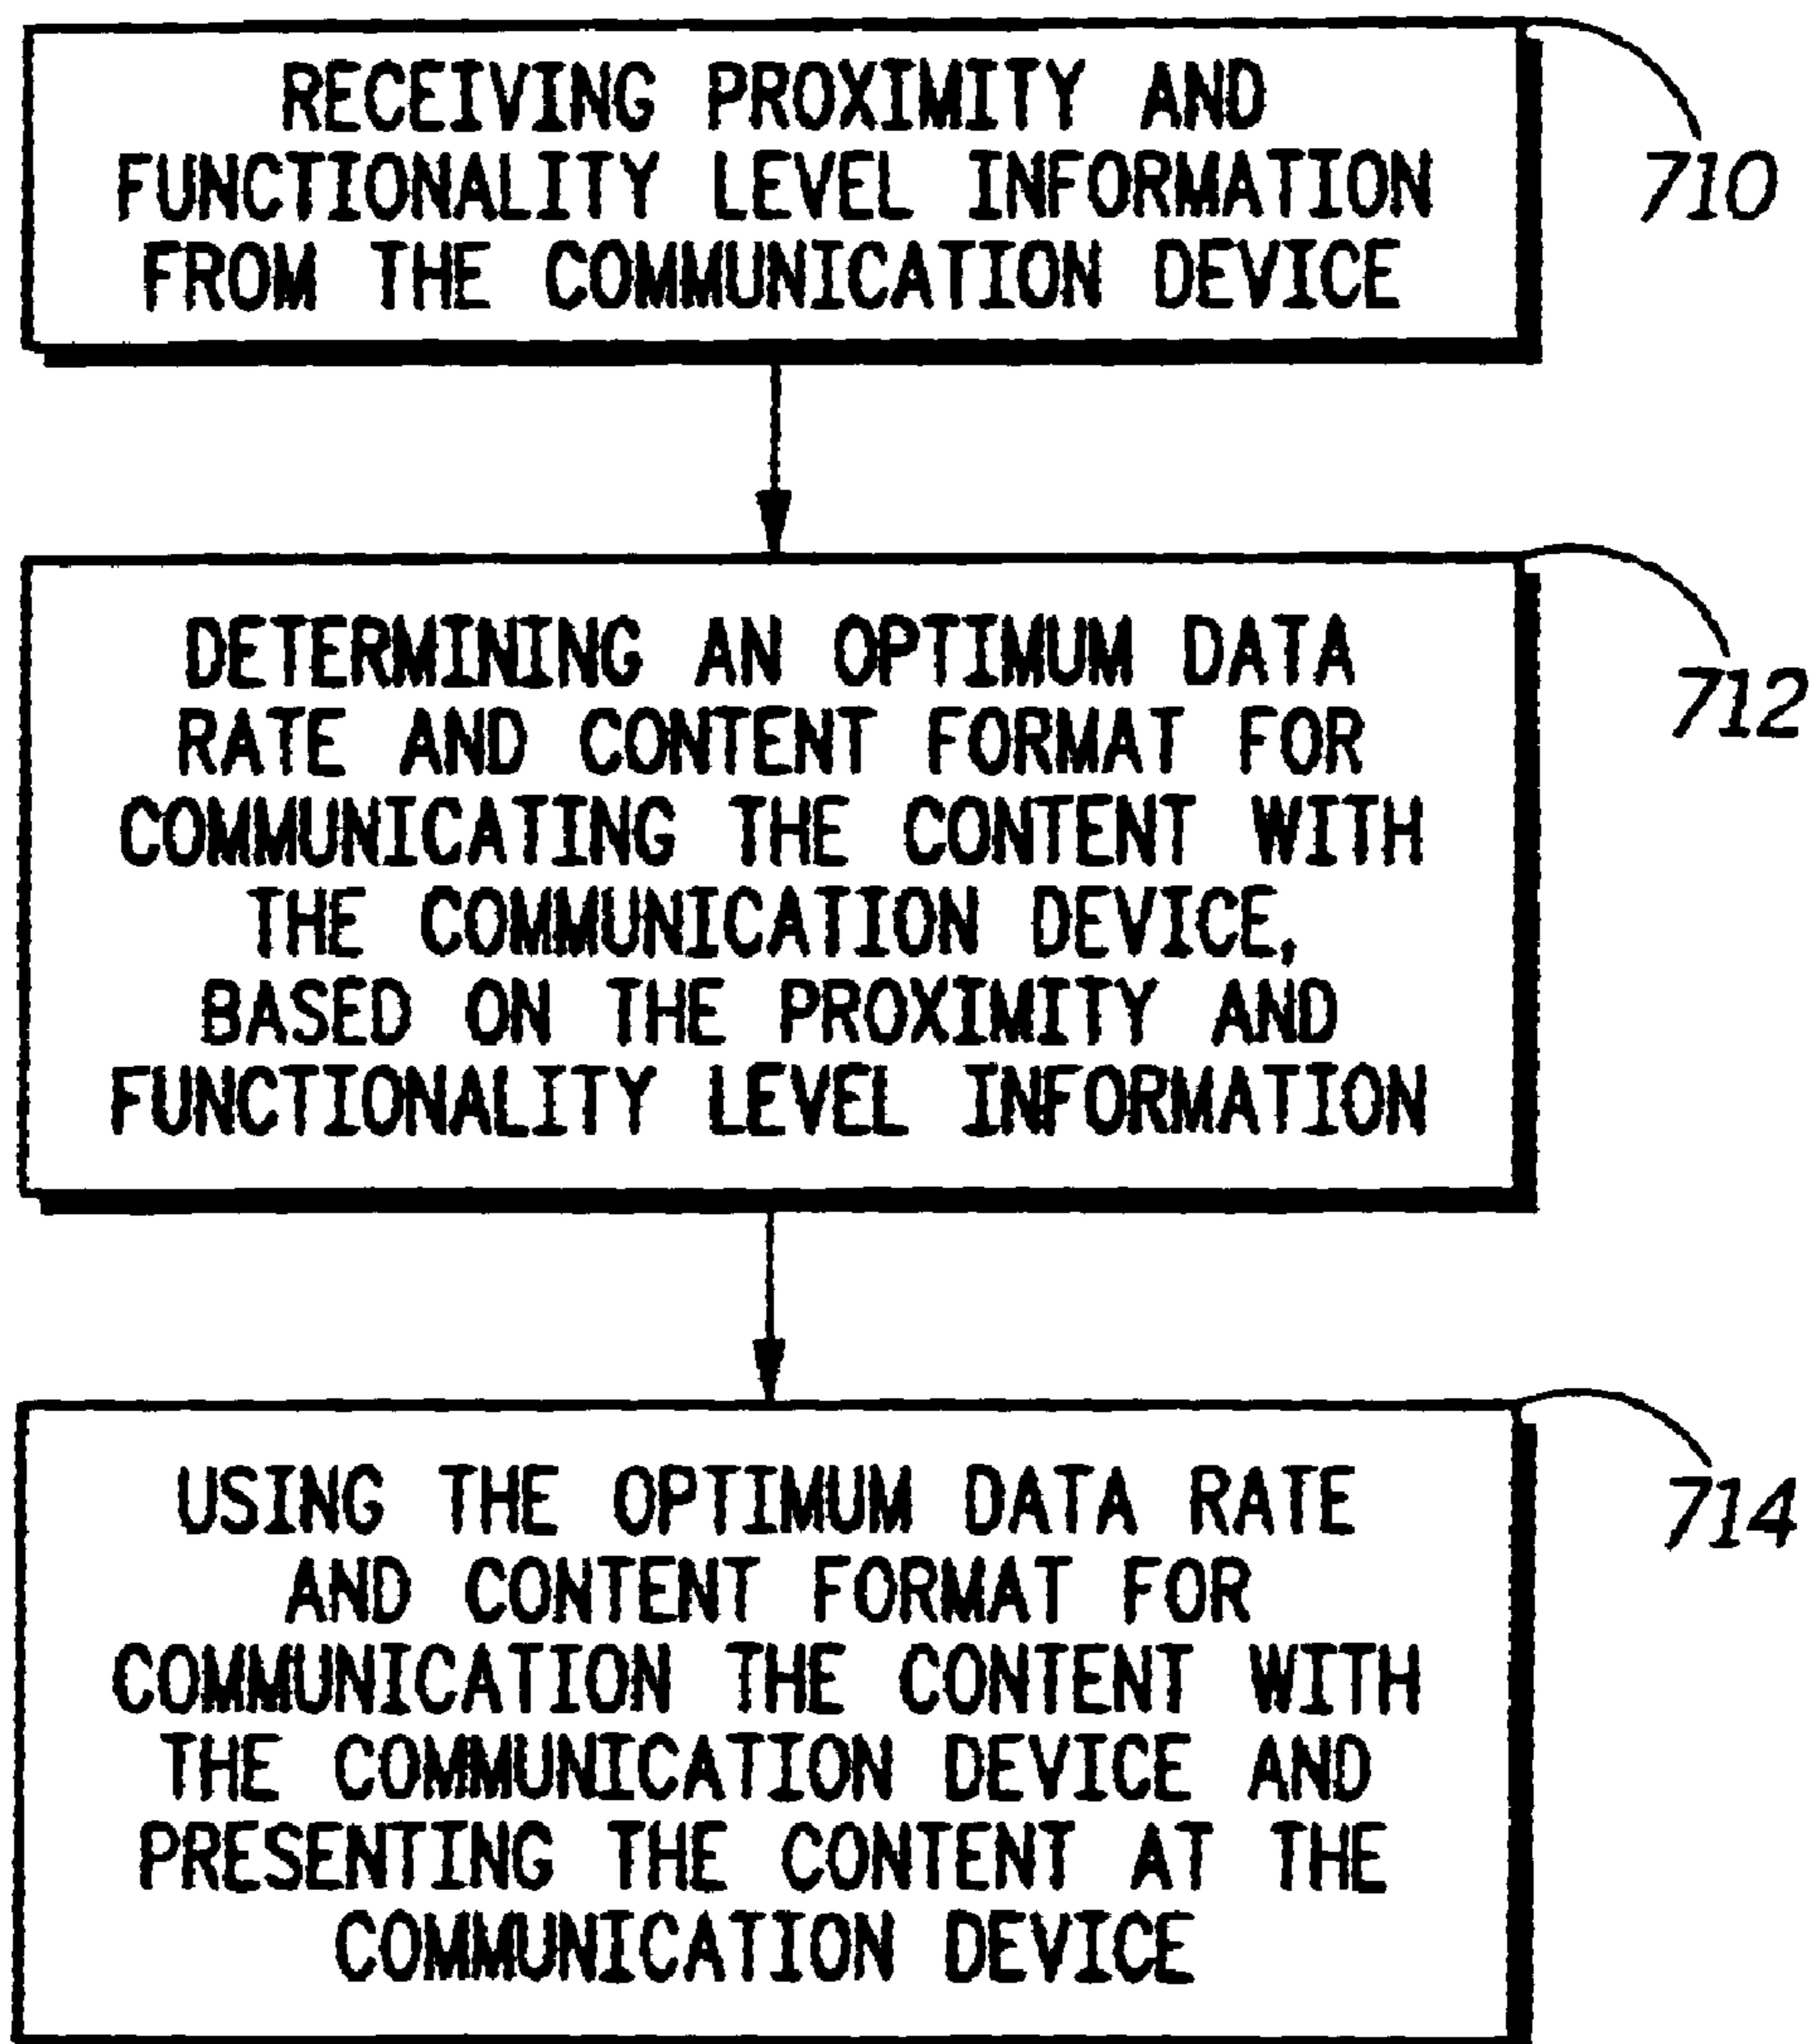 RECEIVING PROXIMITY AND
FUNCTIONALITY LEVEL INFORMATION
FROM THE COMMUNICATION DEVICE
710
DETERMINING AN OPTIMUM DATA
RATE AND CONTENT FORMAT FOR
COMMUNICATING THE CONTENT WITH
THE COMMUNICATION DEVICE,
BASED ON THE PROXIMITY AND
FUNCTIONALITY LEVEL INFORMATION
712
USING THE OPTIMUM DATA RATE
AND CONTENT FORMAT FOR
COMMUNICATION THE CONTENT WITH
THE COMMUNICATION DEVICE AND
PRESENTING THE CONTENT AT THE
COMMUNICATION DEVICE
714